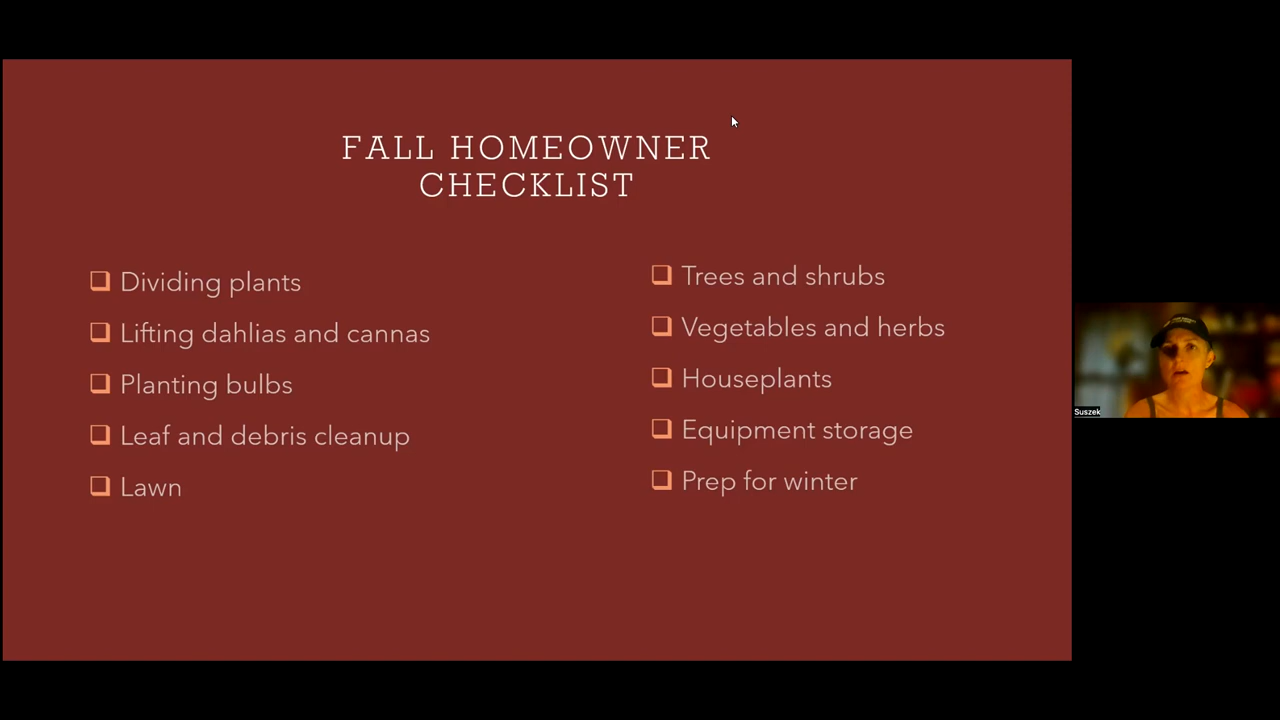 FALL HOMEOWNER
CHECKLIST
Dividing plants
Lifting dahlias and cannas
Planting bulbs
Leaf and debris cleanup
Lawn
Trees and shrubs
Vegetables and herbs
Houseplants
Equipment storage
Prep for winter
Suszek